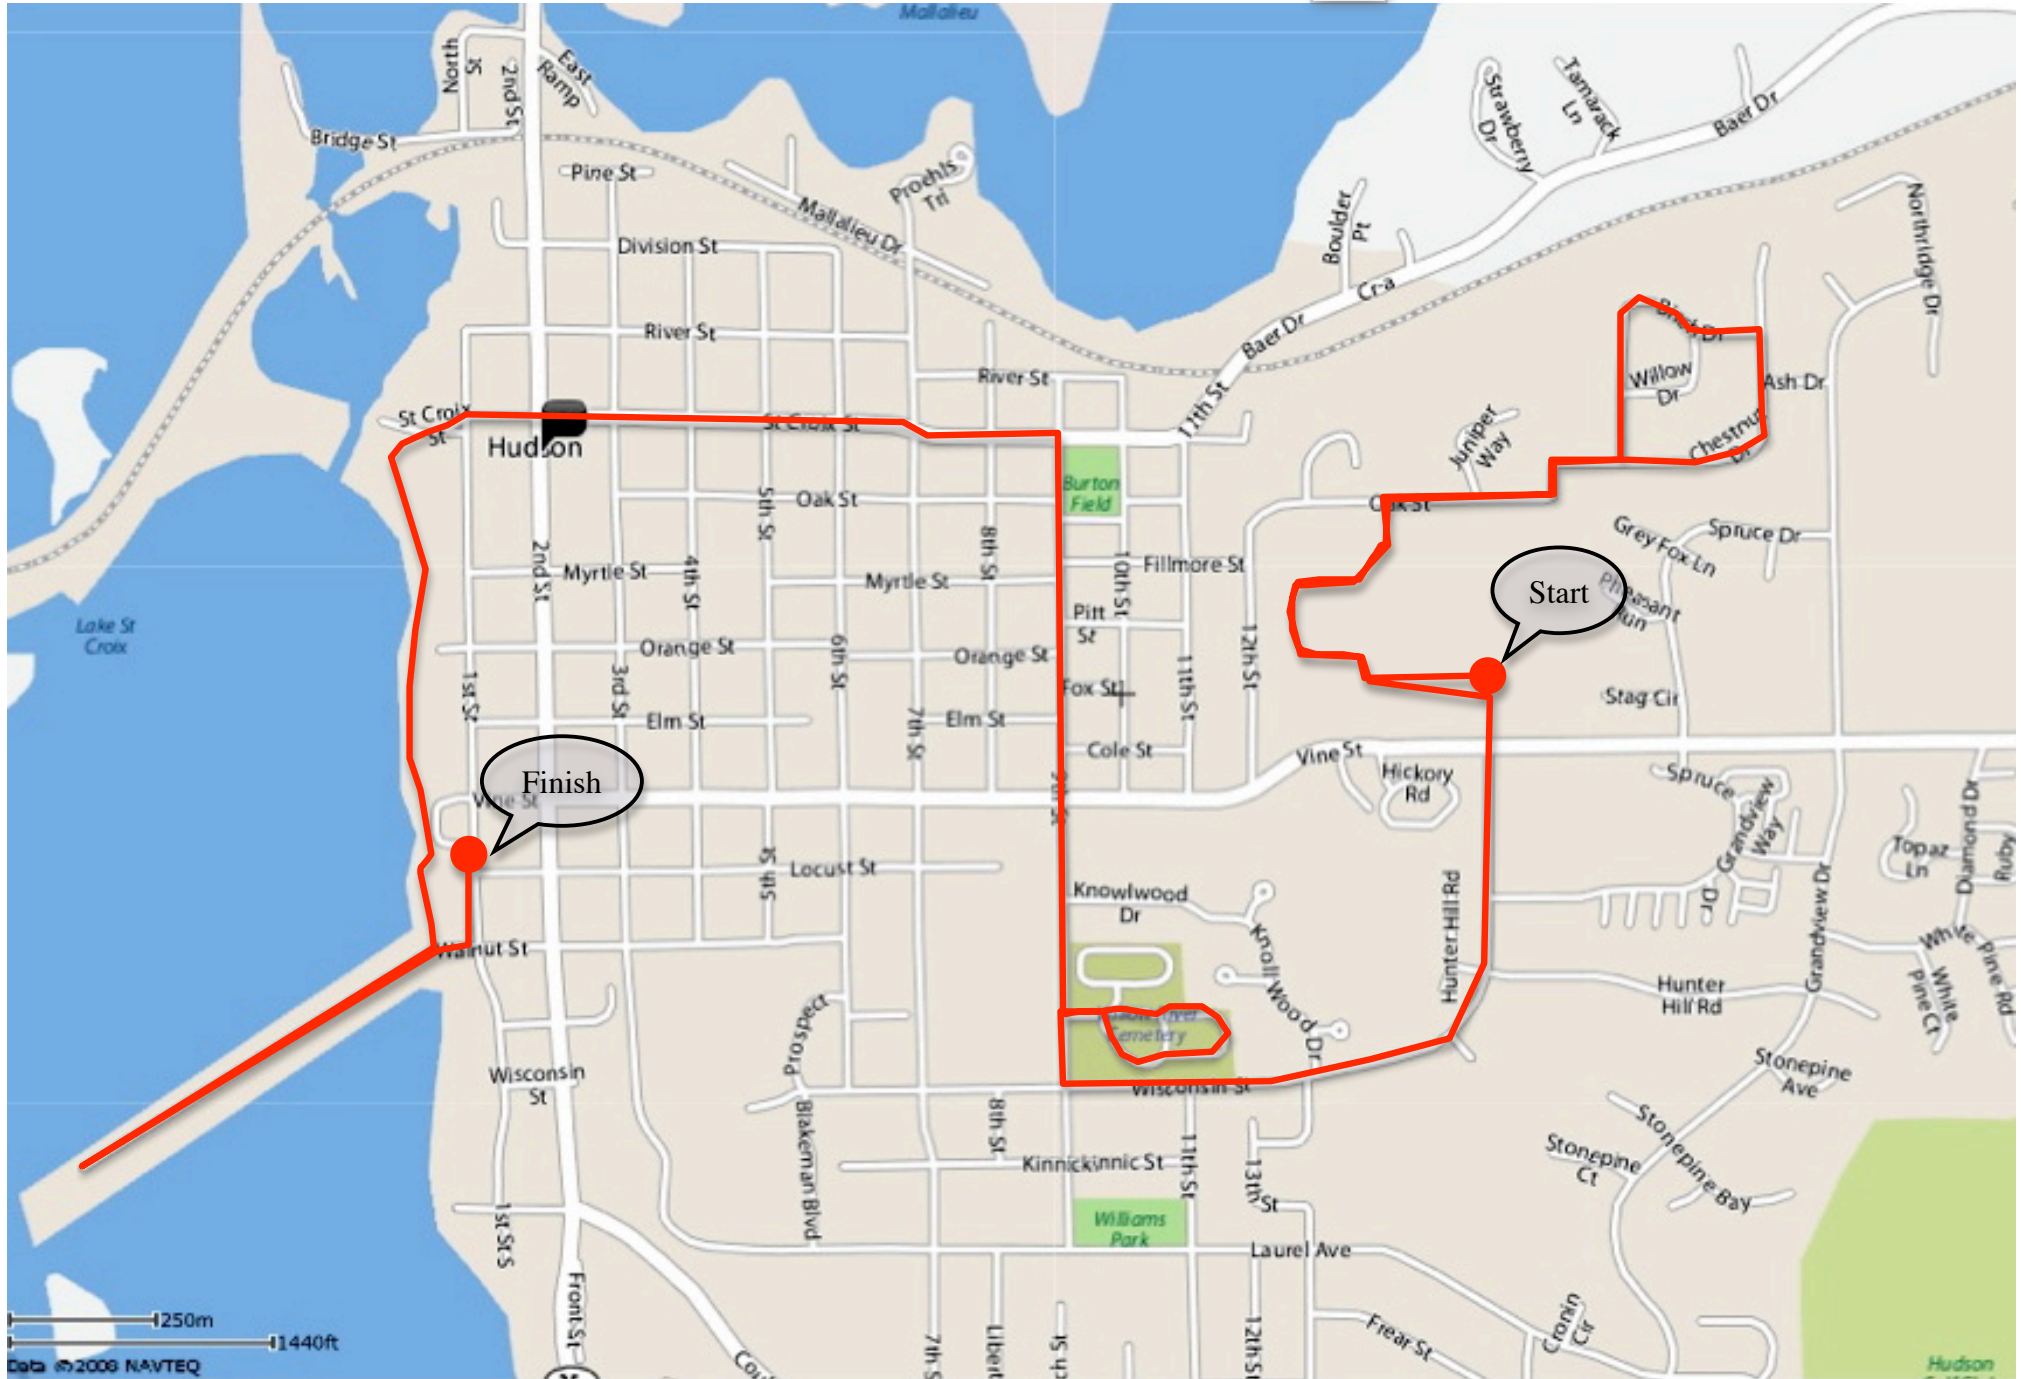 Mallalieu
North
2nd St
East
Ramp
Bridge St
Pine St
Proehls
Trl
Mallalieu Dr
Division St
River St
River St
Strawberry
Dr
Tamarack
Ln
Baer Dr
Boulder
Pt
Northridge Dr
Baer Dr
Birch Dr
Willow
Dr
Ash Dr
Chestnut
Dr
St Croix
St
St Croix St
Hudson
11th St
Juniper
Way
Burton
Field
Oak St
Oak St
5th St
8th St
Spruce Dr
Grey Fox Ln
Pheasant
Run
Start
2nd St
Myrtle St
4th St
Myrtle St
10th St
Fillmore St
Lake St
Croix
Pitt
St
Orange St
6th St
Orange St
12th St
1st St
3rd St
Fox St
11th St
Stag Cir
Elm St
7th St
Elm St
Cole St
Vine St
Finish
Vine St
9th St
Hickory
Rd
Spruce
Grandview
Way
Diamond Dr
Topaz
Ln
Ruby
5th St
Locust St
Knowlwood
Dr
Hunter Hill Rd
Dr
Grandview Dr
Walnut St
Knoll Wood Dr
White
Pine Rd
White
Pine Ct
Hunter
Hill Rd
Prospect
Willow River
Cemetery
Wisconsin
St
Wisconsin St
Stonepine
Ave
Blakeman Blvd
8th St
Kinnickinnic St
11th St
13th
St
Stonepine
Ct
Stonepine Bay
1st St S
Williams
Park
Laurel Ave
Front St
250m
1440ft
7th S
12th St
Frear St
Cronin
Cir
Data © 2008 NAVTEQ
Hudson